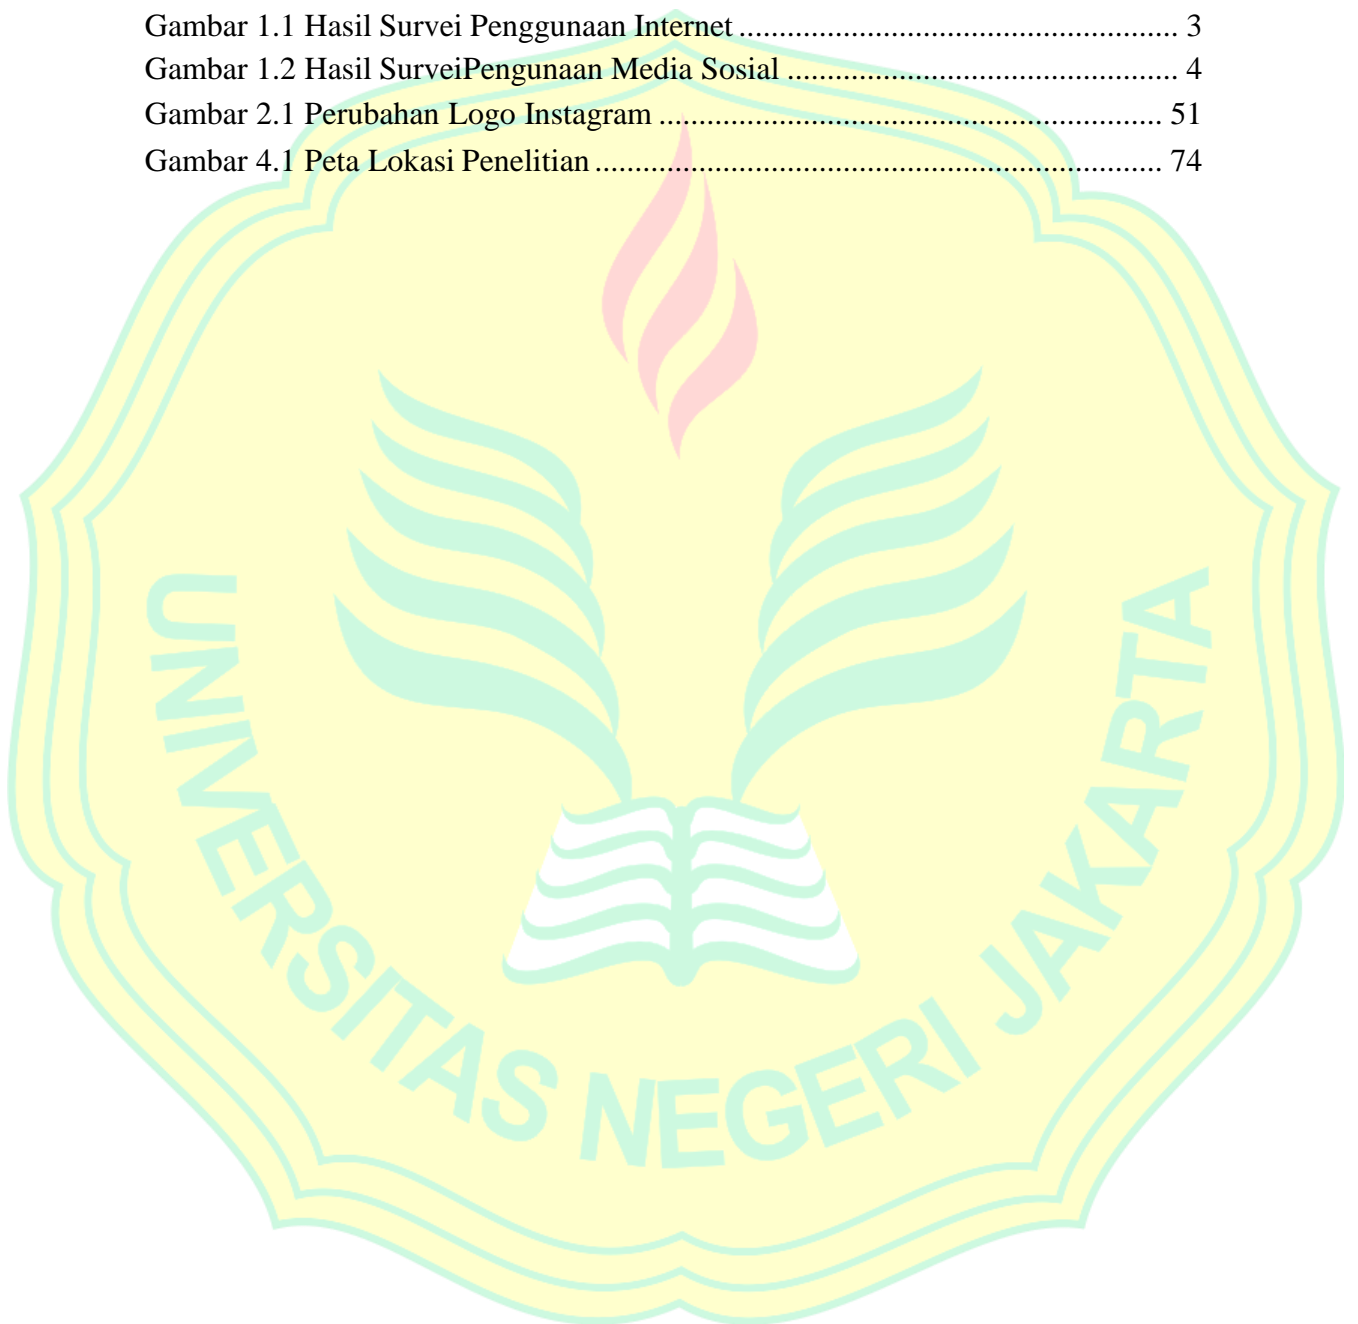 Gambar 1.1 Hasil Survei Penggunaan Internet ........................................................ 3
Gambar 1.2 Hasil SurveiPengunaan Media Sosial .................................................. 4
Gambar 2.1 Perubahan Logo Instagram ................................................................ 51
Gambar 4.1 Peta Lokasi Penelitian ........................................................................ 74
UNIVERSITAS NEGERI JAKARTA